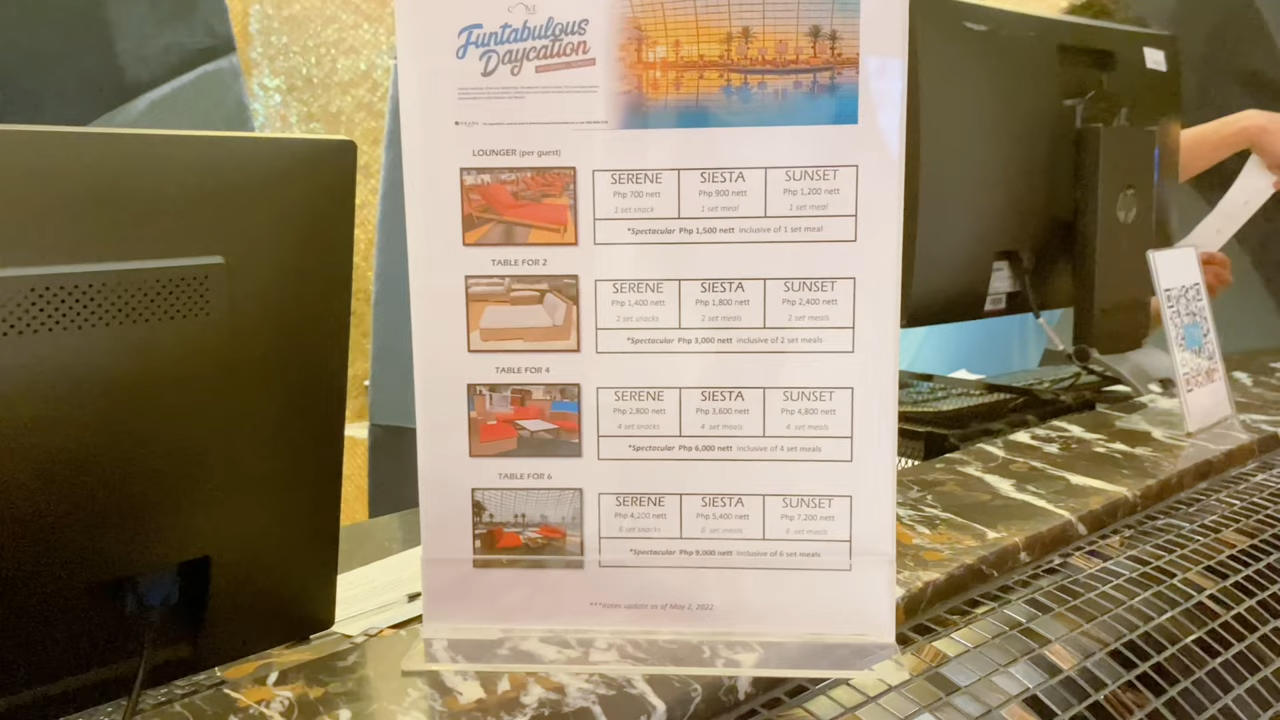 Funtabulous
Daycation
LOUNGER (per guest)
SERENE SIESTA SUNSET
Php 700 nett Php 900 nett Php 1,200 nett
1 set snack 1 set meal 1 set meal
*Spectacular Php 1,500 nett inclusive of 1 set meal
TABLE FOR 2
SERENE SIESTA SUNSET
Php 1,400 nett Php 1,800 nett Php 2,400 nett
2 set snacks 2 set meals 2 set meals
*Spectacular Php 3,000 nett inclusive of 2 set meals
TABLE FOR 4
SERENE SIESTA SUNSET
Php 2,800 nett Php 3,600 nett Php 4,800 nett
4 set snacks 4 set meals 4 set meals
*Spectacular Php 6,000 nett inclusive of 4 set meals
TABLE FOR 6
SERENE SIESTA SUNSET
Php 4,200 nett Php 5,400 nett Php 7,200 nett
6 set snacks 6 set meals 6 set meals
*Spectacular Php 9,000 nett inclusive of 6 set meals
***Rates update as of May 2, 2022
hp